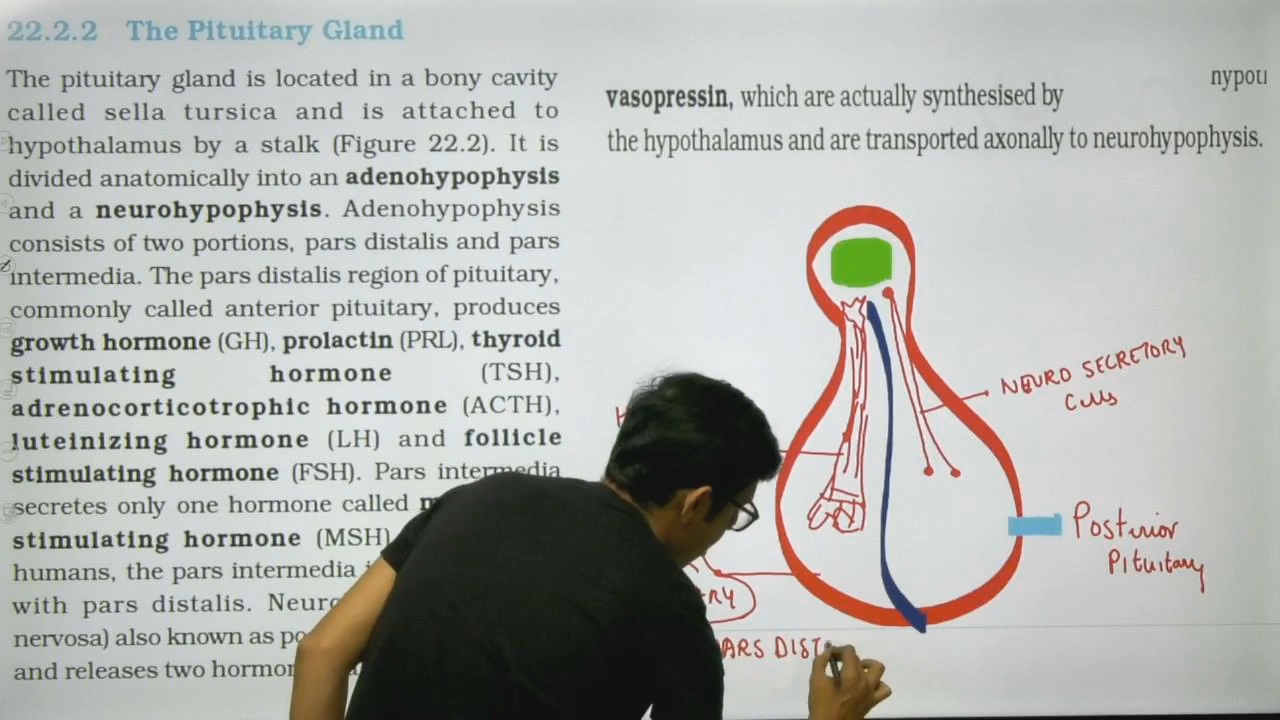 22.2.2 The Pituitary Gland
The pituitary gland is located in a bony cavity
called sella tursica and is attached to
hypothalamus by a stalk (Figure 22.2). It is
divided anatomically into an adenohypophysis
and a neurohypophysis. Adenohypophysis
consists of two portions, pars distalis and pars
intermedia. The pars distalis region of pituitary,
commonly called anterior pituitary, produces
growth hormone (GH), prolactin (PRL), thyroid
stimulating hormone (TSH),
adrenocorticotrophic hormone (ACTH),
luteinizing hormone (LH) and follicle
stimulating hormone (FSH). Pars intermedia
secretes only one hormone called
stimulating hormone (MSH)
humans, the pars intermedia
with pars distalis.
nervosa) also known as
and releases two
vasopressin, which are actually synthesised by
the hypothalamus and are transported axonally to neurohypophysis.
NEURO SECRETORY
Cells
Posterior
Pituitary
ARS DIST